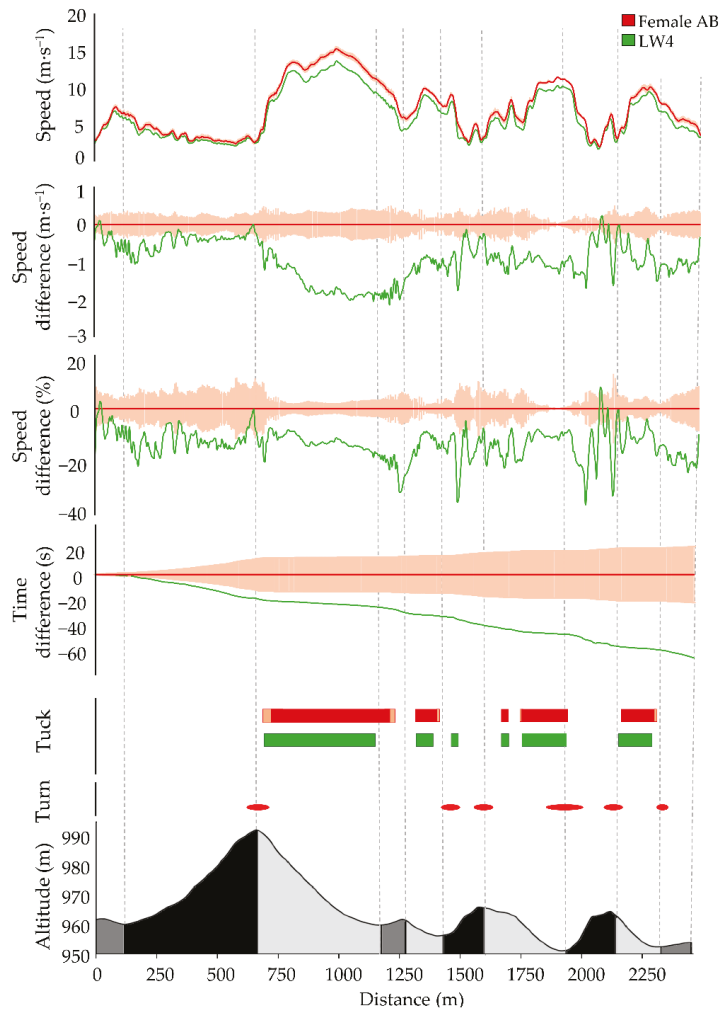 Female AB
LW4
20
15
10
5
0
Speed (m·s⁻¹)
1
0
−1
−2
−3
Speed
difference (m·s⁻¹)
20
0
−20
−40
Speed
difference (%)
20
0
−20
−40
−60
Time
difference (s)
Tuck
Turn
990
980
970
960
950
Altitude (m)
0 250 500 750 1000 1250 1500 1750 2000 2250
Distance (m)